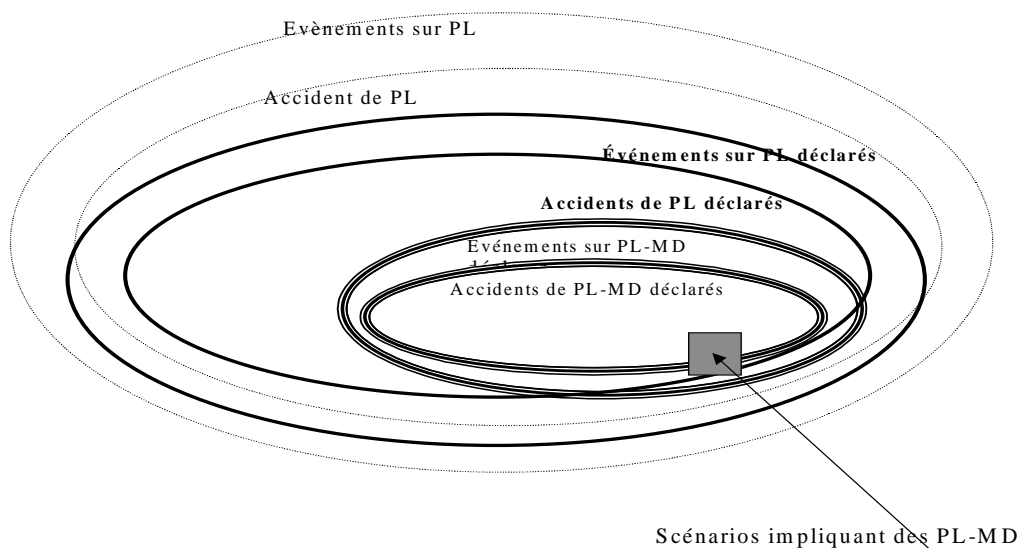 Evènements sur PL
Accident de PL
Événements sur PL déclarés
Accidents de PL déclarés
Evénements sur PL-MD
Accidents de PL-MD déclarés
Scénarios impliquant des PL-MD